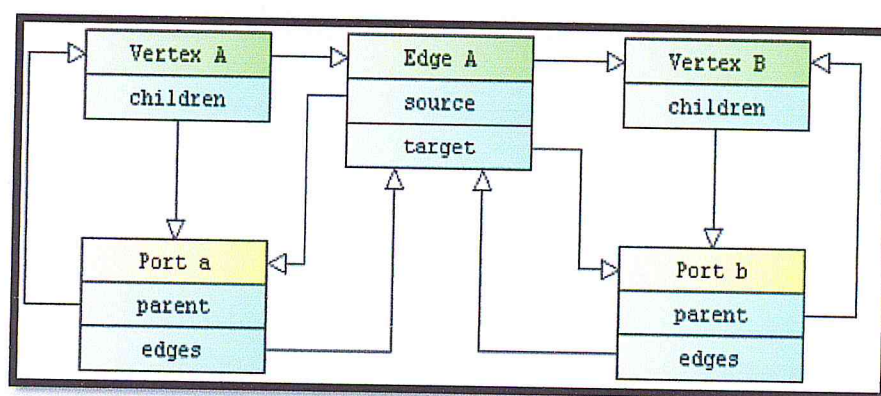 Vertex A
children
Edge A
source
target
Vertex B
children
Port a
parent
edges
Port b
parent
edges